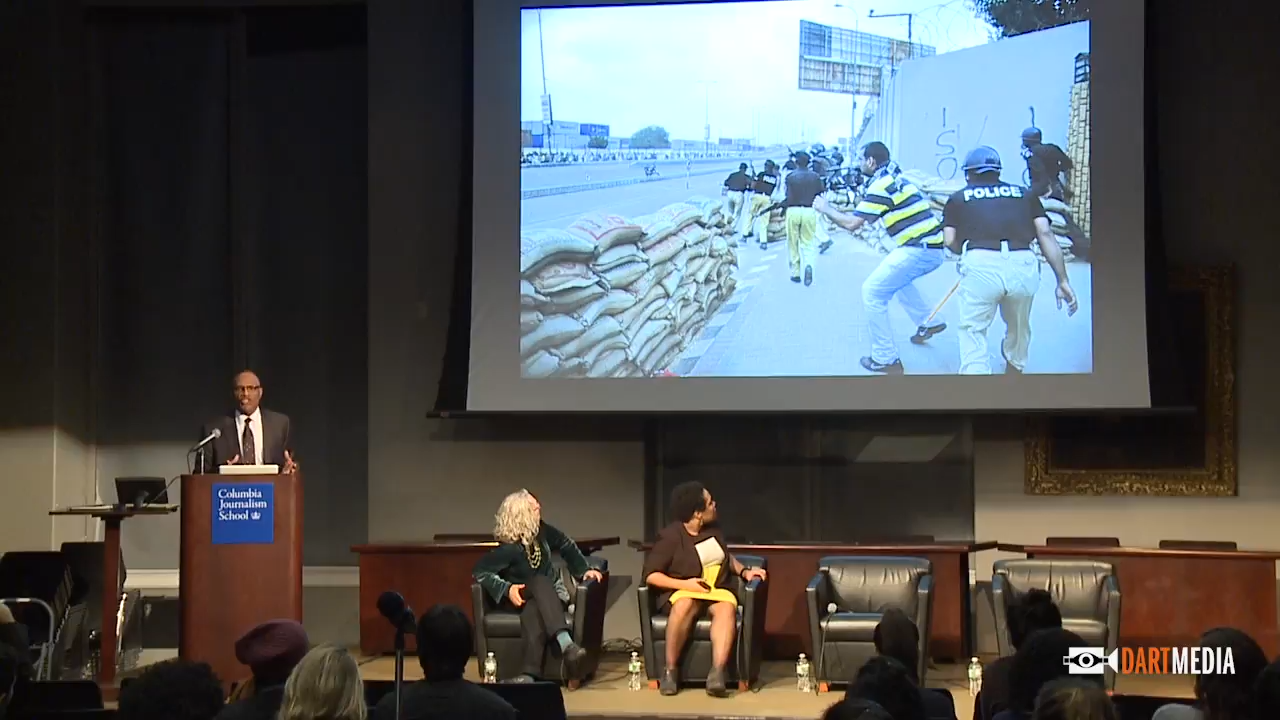 POLICE
I
S
O
Columbia
Journalism
School
DARTMEDIA